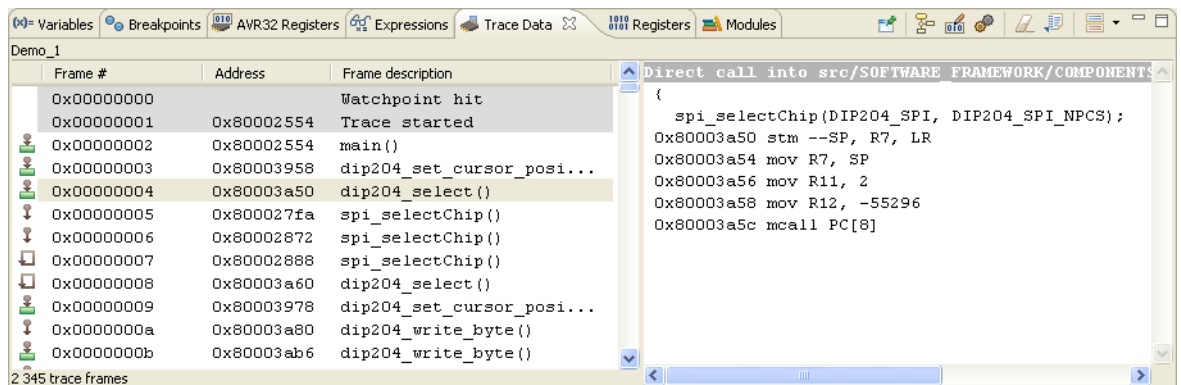 (x)= Variables Breakpoints 010 AVR32 Registers Expressions Trace Data 1010 0101 Registers Modules 010
Demo_1
Frame # Address Frame description
0x00000000 Watchpoint hit
0x00000001 0x80002554 Trace started
0x00000002 0x80002554 main()
0x00000003 0x80003958 dip204_set_cursor_posi...
0x00000004 0x80003a50 dip204_select()
0x00000005 0x800027fa spi_selectChip()
0x00000006 0x80002872 spi_selectChip()
0x00000007 0x80002888 spi_selectChip()
0x00000008 0x80003a60 dip204_select()
0x00000009 0x80003978 dip204_set_cursor_posi...
0x0000000a 0x80003a80 dip204_write_byte()
0x0000000b 0x80003ab6 dip204_write_byte()
2 345 trace frames
Direct call into src/SOFTWARE_FRAMEWORK/COMPONENTS
{
spi_selectChip(DIP204_SPI, DIP204_SPI_NPCS);
0x80003a50 stm --SP, R7, LR
0x80003a54 mov R7, SP
0x80003a56 mov R11, 2
0x80003a58 mov R12, -55296
0x80003a5c mcall PC[8]